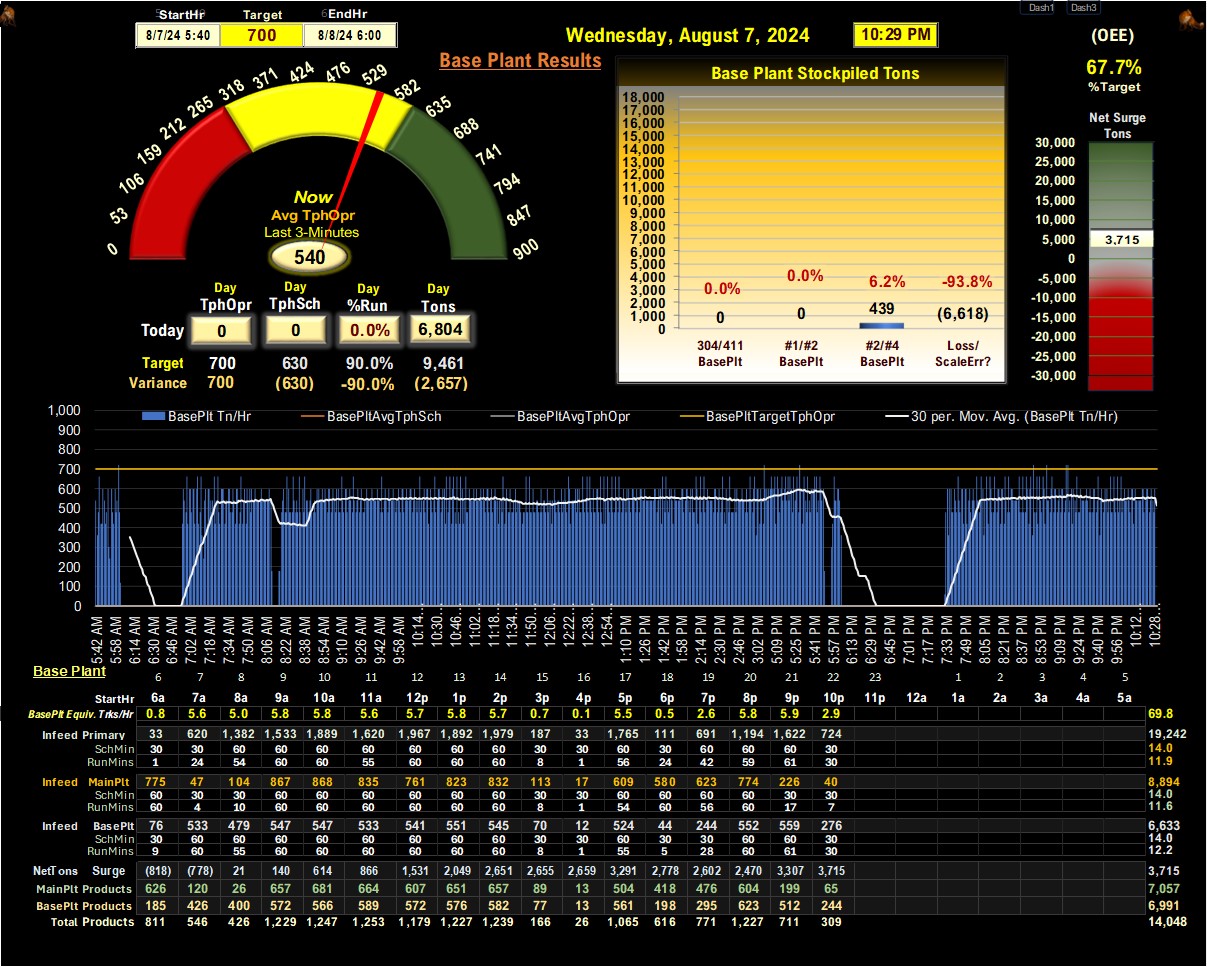 StartHr Target EndHr Dash1 Dash3
8/7/24 5:40 700 8/8/24 6:00
Wednesday, August 7, 2024 10:29 PM (OEE)
Base Plant Results
67.7%
%Target
Base Plant Stockpiled Tons
Net Surge
Tons
0 53 106 159 212 265 318 371 424 476 529 582 635 688 741 794 847 900
Now
Avg TphOpr
Last 3-Minutes
540
18,000
17,000
16,000
15,000
14,000
13,000
12,000
11,000
10,000
9,000
8,000
7,000
6,000
5,000
4,000
3,000
2,000
1,000
0
0.0% 0.0% 6.2% -93.8%
0 0 439 (6,618)
304/411 #1/#2 #2/#4 Loss/
BasePlt BasePlt BasePlt ScaleErr?
30,000
25,000
20,000
15,000
10,000
5,000
0
-5,000
-10,000
-15,000
-20,000
-25,000
-30,000
3,715
Day Day Day Day
TphOpr TphSch %Run Tons
Today 0 0 0.0% 6,804
Target 700 630 90.0% 9,461
Variance 700 (630) -90.0% (2,657)
BasePlt Tn/Hr BasePltAvgTphSch BasePltAvgTphOpr BasePltTargetTphOpr 30 per. Mov. Avg. (BasePlt Tn/Hr)
1,000
900
800
700
600
500
400
300
200
100
0
5:42 AM 5:58 AM 6:14 AM 6:30 AM 6:46 AM 7:02 AM 7:18 AM 7:34 AM 7:50 AM 8:06 AM 8:22 AM 8:38 AM 8:54 AM 9:10 AM 9:26 AM 9:42 AM 9:58 AM 10:14… 10:30… 10:46… 11:02… 11:18… 11:34… 11:50… 12:06… 12:22… 12:38… 12:54… 1:10 PM 1:26 PM 1:42 PM 1:58 PM 2:14 PM 2:30 PM 2:46 PM 3:02 PM 5:09 PM 5:25 PM 5:41 PM 5:57 PM 6:13 PM 6:29 PM 6:45 PM 7:01 PM 7:17 PM 7:33 PM 7:49 PM 8:05 PM 8:21 PM 8:37 PM 8:53 PM 9:09 PM 9:24 PM 9:40 PM 9:56 PM 10:12… 10:28…
Base Plant
6 7 8 9 10 11 12 13 14 15 16 17 18 19 20 21 22 23 1 2 3 4 5
StartHr 6a 7a 8a 9a 10a 11a 12p 1p 2p 3p 4p 5p 6p 7p 8p 9p 10p 11p 12a 1a 2a 3a 4a 5a
BasePlt Equiv.Trks/Hr 0.8 5.6 5.0 5.8 5.8 5.6 5.7 5.8 5.7 0.7 0.1 5.5 0.5 2.6 5.8 5.9 2.9 69.8
Infeed Primary 33 620 1,382 1,533 1,889 1,620 1,967 1,892 1,979 187 33 1,765 111 691 1,194 1,622 724 19,242
SchMin 30 30 60 60 60 60 60 60 60 30 30 60 30 30 60 60 30 14.0
RunMins 1 24 54 60 60 55 60 60 60 8 1 56 24 42 59 61 30 11.9
Infeed MainPlt 775 47 104 867 868 835 761 823 832 113 17 609 580 623 774 226 40 8,894
SchMin 60 30 30 60 60 60 60 60 60 30 30 60 60 60 60 30 30 14.0
RunMins 60 4 10 60 60 60 60 60 60 8 1 54 60 56 60 17 7 11.6
Infeed BasePlt 76 533 479 547 547 533 541 551 545 70 12 524 44 244 552 559 276 6,633
SchMin 30 60 60 60 60 60 60 60 60 30 30 60 30 30 60 60 30 14.0
RunMins 9 60 55 60 60 60 60 60 60 8 1 55 5 28 60 61 30 12.2
NetTons Surge (818) (778) 21 140 614 866 1,531 2,049 2,651 2,655 2,659 3,291 2,778 2,602 2,470 3,307 3,715 3,715
MainPlt Products 626 120 26 657 681 664 607 651 657 89 13 504 418 476 604 199 65 7,057
BasePlt Products 185 426 400 572 566 589 572 576 582 77 13 561 198 295 623 512 244 6,991
Total Products 811 546 426 1,229 1,247 1,253 1,179 1,227 1,239 166 26 1,065 616 771 1,227 711 309 14,048